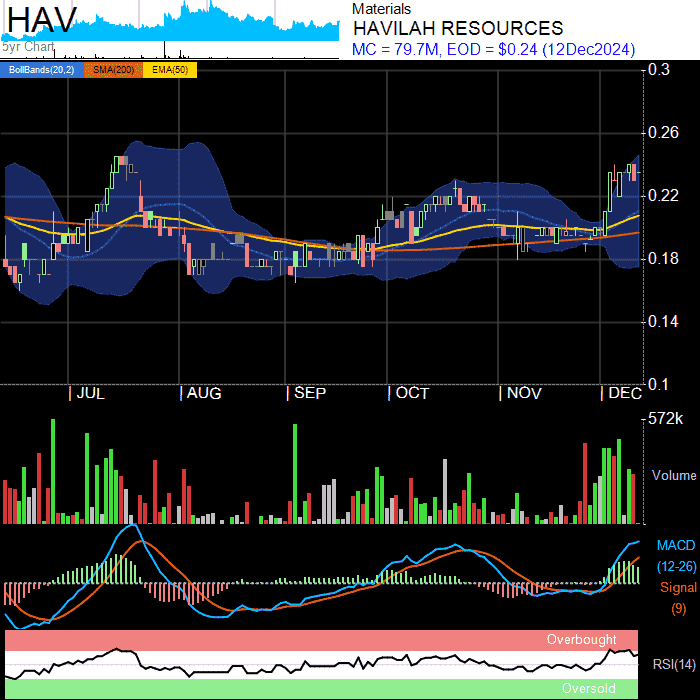 HAV
5yr Chart
Materials
HAVILAH RESOURCES
MC = 79.7M, EOD = $0.24 (12Dec2024)
BollBands(20,2) SMA(200) EMA(50)
0.3
0.26
0.22
0.18
0.14
0.1
JUL AUG SEP OCT NOV DEC
572k
Volume
MACD
(12-26)
Signal
(9)
Overbought
RSI(14)
Oversold